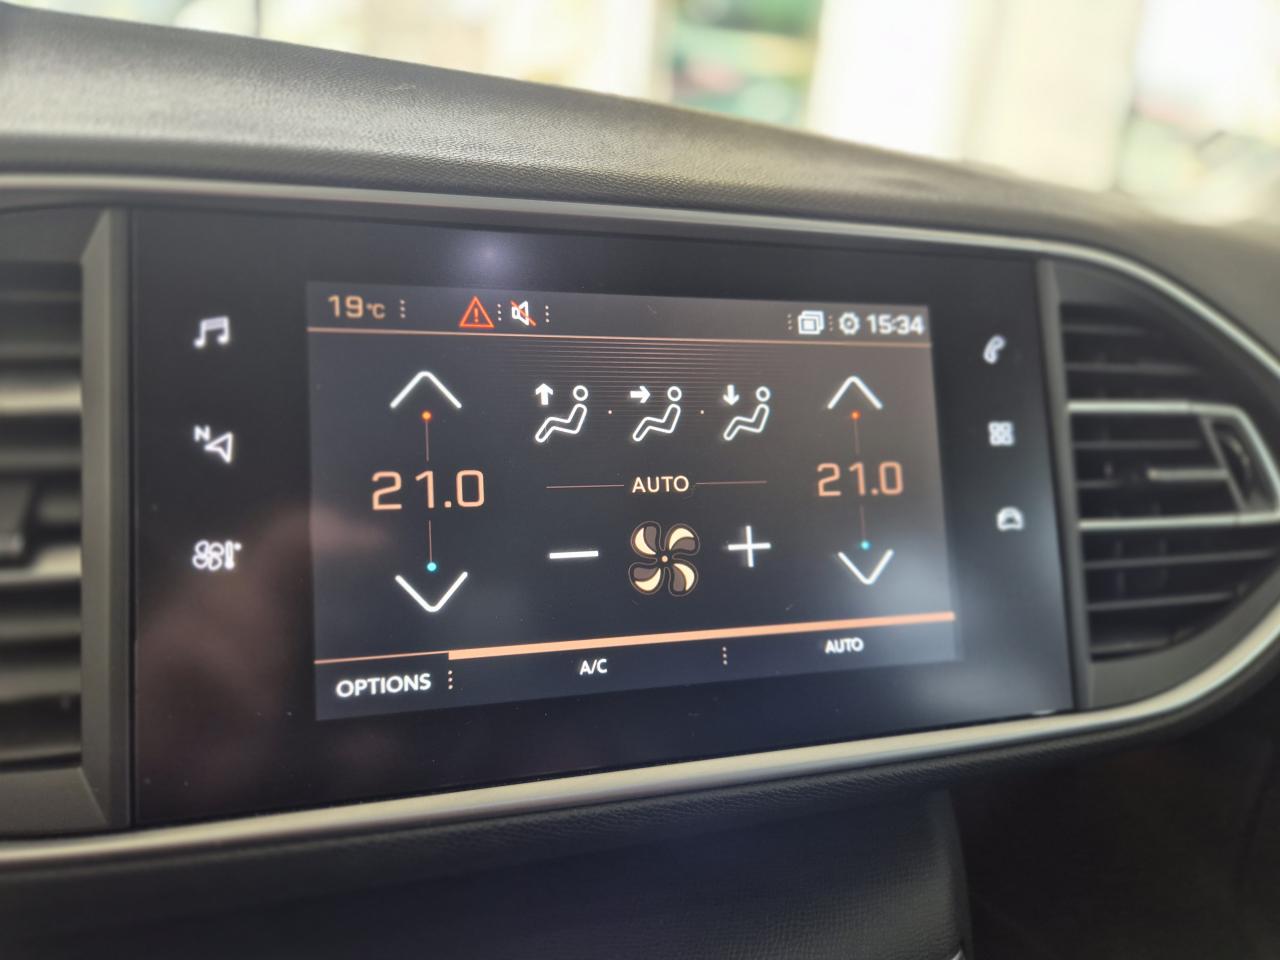 19°C 15:34
N
21.0 AUTO 21.0
OPTIONS A/C AUTO